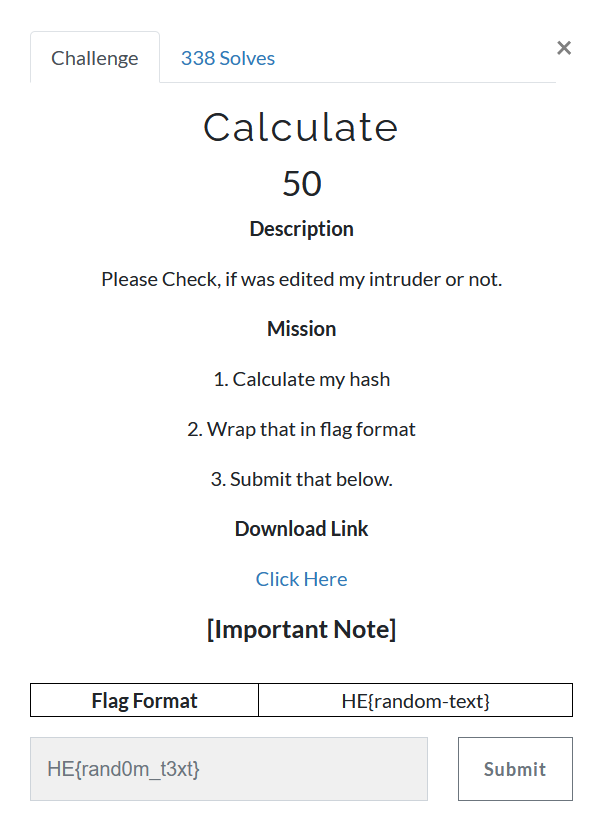 Challenge 338 Solves ×
Calculate
50
Description
Please Check, if was edited my intruder or not.
Mission
1. Calculate my hash
2. Wrap that in flag format
3. Submit that below.
Download Link
Click Here
[Important Note]
Flag Format HE{random-text}
HE{rand0m_t3xt} Submit